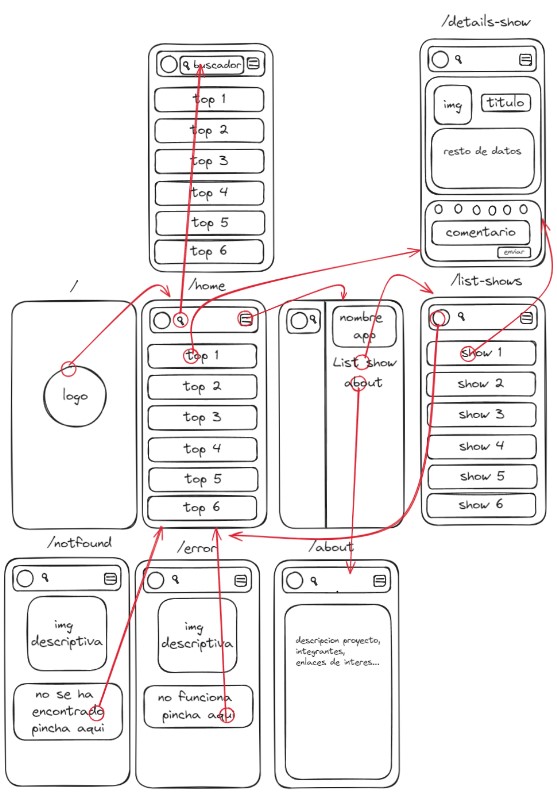 /details-show
buscador
top 1
top 2
top 3
top 4
top 5
top 6
img
titulo
resto de datos
comentario
enviar
/
logo
/home
top 1
top 2
top 3
top 4
top 5
top 6
nombre
app
List show
about
/list-shows
show 1
show 2
show 3
show 4
show 5
show 6
/notfound
img
descriptiva
no se ha
encontrado
pincha aqui
/error
img
descriptiva
no funciona
pincha aqui
/about
descripcion proyecto,
integrantes,
enlaces de interes...